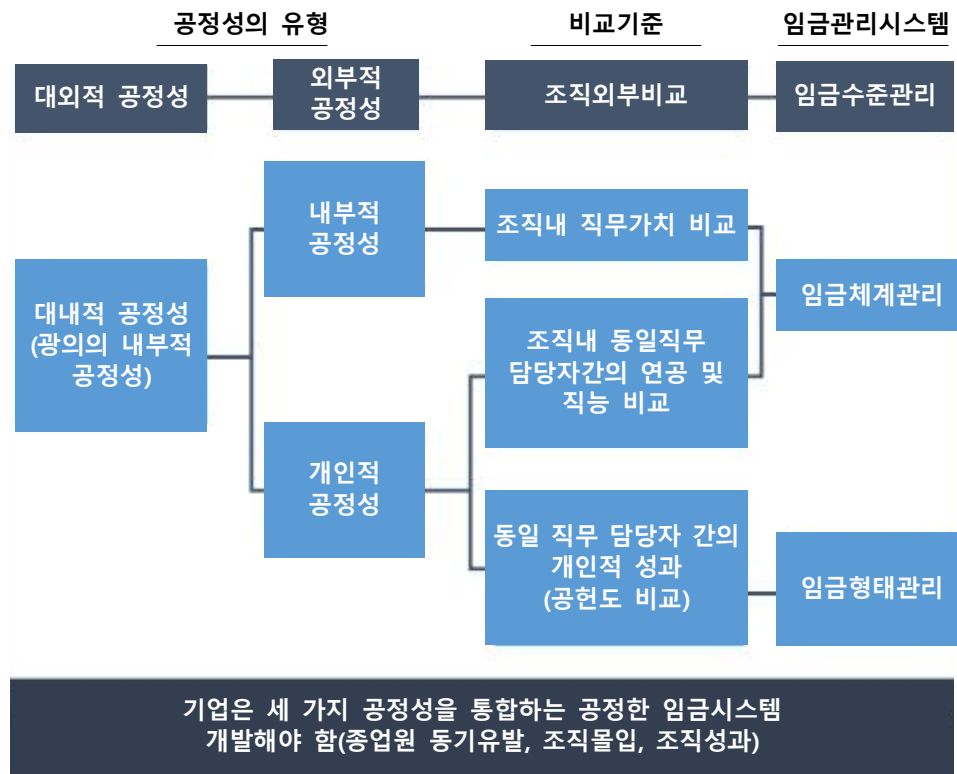 공정성의 유형
비교기준
임금관리시스템
대외적 공정성
외부적
공정성
조직외부비교
임금수준관리
내부적
공정성
조직내 직무가치 비교
대내적 공정성
(광의의 내부적
공정성)
임금체계관리
조직내 동일직무
담당자간의 연공 및
직능 비교
개인적
공정성
동일 직무 담당자 간의
개인적 성과
(공헌도 비교)
임금형태관리
기업은 세 가지 공정성을 통합하는 공정한 임금시스템
개발해야 함(종업원 동기유발, 조직몰입, 조직성과)